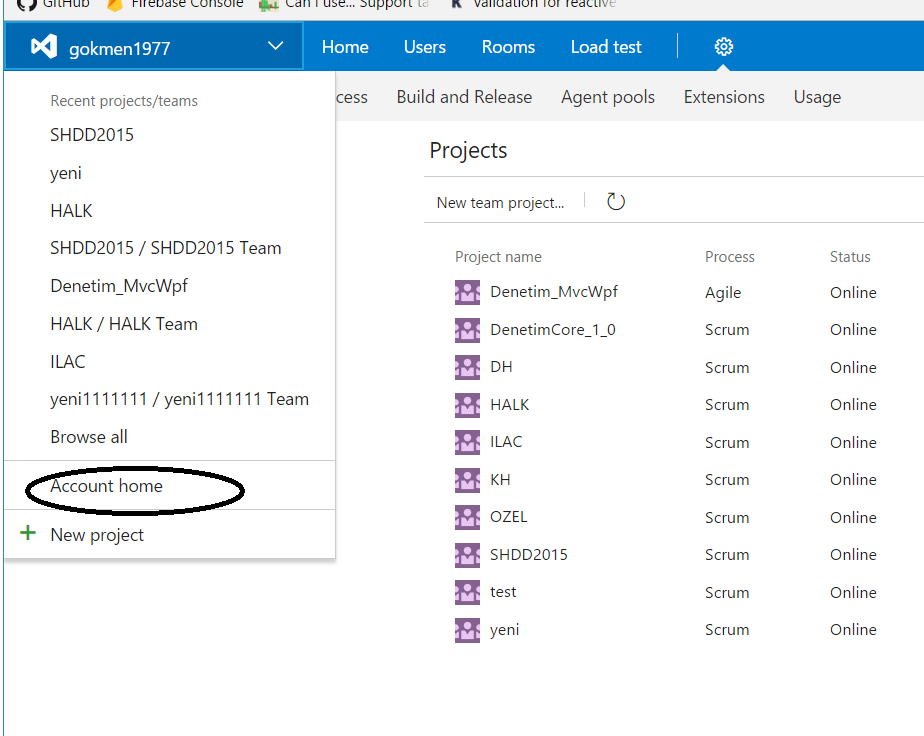 GitHub Firebase Console Can I use... Support ta Validation for reactive
gokmen1977 Home Users Rooms Load test
cess Build and Release Agent pools Extensions Usage
Recent projects/teams
SHDD2015
yeni
HALK
SHDD2015 / SHDD2015 Team
Denetim_MvcWpf
HALK / HALK Team
ILAC
yeni1111111 / yeni1111111 Team
Browse all
Account home
+ New project
Projects
New team project...
Project name Process Status
Denetim_MvcWpf Agile Online
DenetimCore_1_0 Scrum Online
DH Scrum Online
HALK Scrum Online
ILAC Scrum Online
KH Scrum Online
OZEL Scrum Online
SHDD2015 Scrum Online
test Scrum Online
yeni Scrum Online